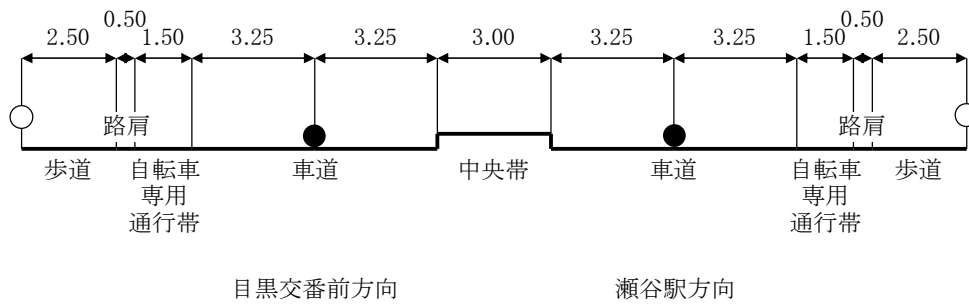 0.50 0.50
2.50 1.50 3.25 3.25 3.00 3.25 3.25 1.50 2.50
路肩 路肩
歩道 自転車 車道 中央帯 車道 自転車 歩道
専用 専用
通行帯 通行帯
目黒交番前方向 瀬谷駅方向